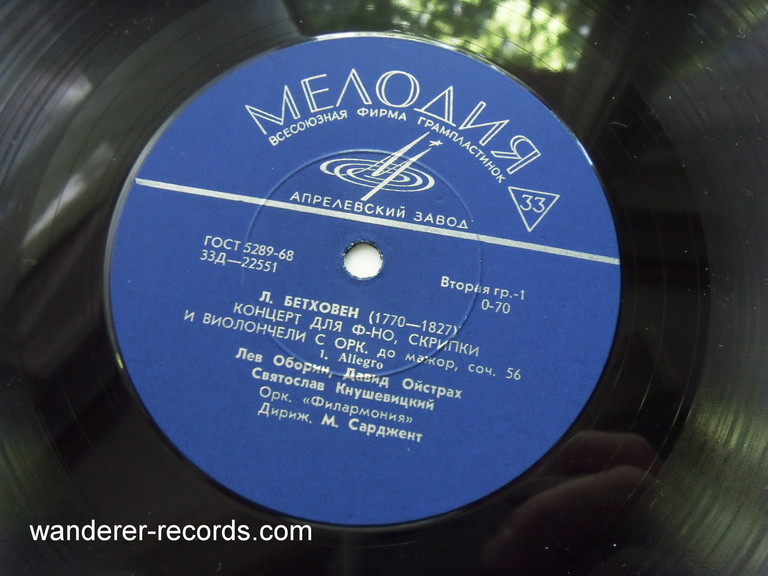 МЕЛОДИЯ
ВСЕСОЮЗНАЯ ФИРМА ГРАМПЛАСТИНОК
33
АПРЕЛЕВСКИЙ ЗАВОД
ГОСТ 5289-68
33Д—22551
Вторая гр.-1
0-70
Л. БЕТХОВЕН (1770—1827)
КОНЦЕРТ ДЛЯ Ф-НО, СКРИПКИ
И ВИОЛОНЧЕЛИ С ОРК. до мажор, соч. 56
1. Allegro
Лев Оборин, Давид Ойстрах
Святослав Кнушевицкий
Орк. «Филармония»
Дириж. М. Сарджент
wanderer-records.com